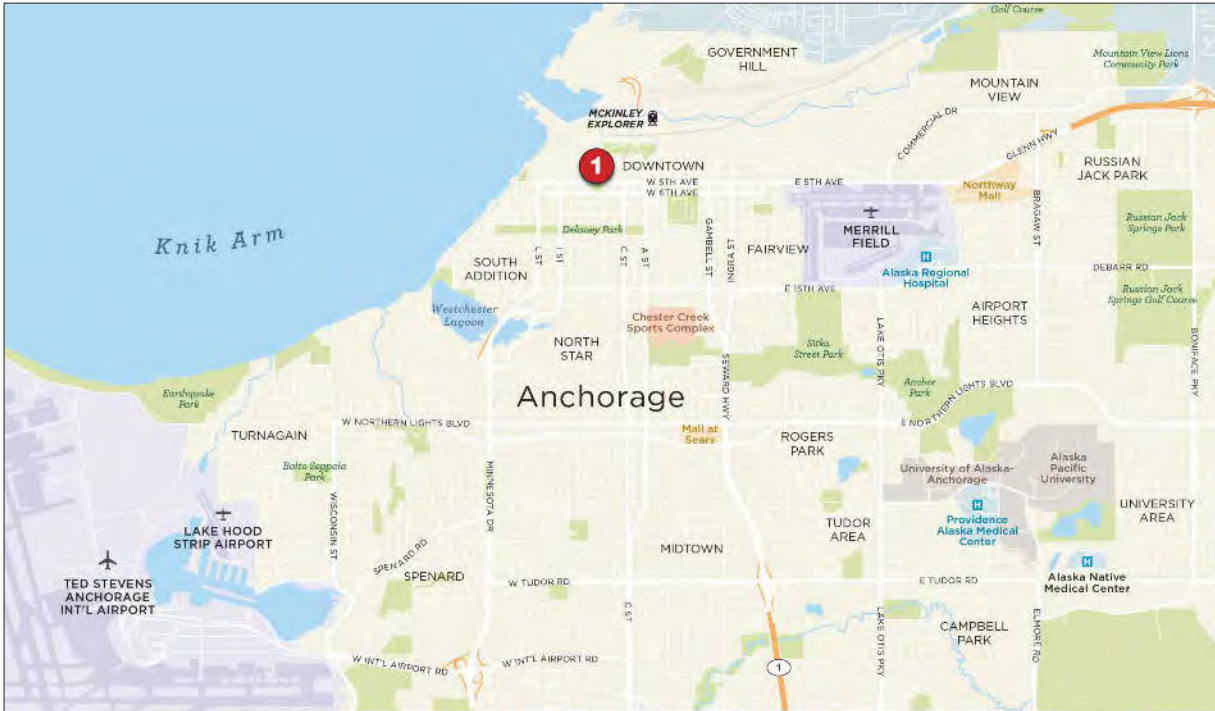 Golf Course
GOVERNMENT
HILL
Mountain View Lions
Community Park
MOUNTAIN
VIEW
MCKINLEY
EXPLORER
COMMERCIAL DR
GLENN HWY
1
DOWNTOWN
RUSSIAN
JACK PARK
W 5TH AVE
E 5TH AVE
W 6TH AVE
Northway
Mall
BRAGAW ST
Knik Arm
Delaney Park
GAMBELL ST
INGRA ST
FAIRVIEW
MERRILL
FIELD
Russian Jack
Springs Park
L ST
I ST
C ST
A ST
SOUTH
ADDITION
H
Alaska Regional
Hospital
DEBARR RD
E 15TH AVE
Russian Jack
Springs Golf Course
Westchester
Lagoon
Chester Creek
Sports Complex
AIRPORT
HEIGHTS
NORTH
STAR
Sitka
Street Park
LAKE OTIS PKY
BONIFACE PKY
SEWARD HWY
Anchor
Park
Earthquake
Park
Anchorage
W NORTHERN LIGHTS BLVD
E NORTHERN LIGHTS BLVD
TURNAGAIN
Mall at
Sears
ROGERS
PARK
Balto Seppala
Park
MINNESOTA DR
University of Alaska-
Anchorage
Alaska
Pacific
University
WISCONSIN ST
H
Providence
Alaska Medical
Center
UNIVERSITY
AREA
LAKE HOOD
STRIP AIRPORT
TUDOR
AREA
SPENARD RD
MIDTOWN
SPENARD
H
Alaska Native
Medical Center
TED STEVENS
ANCHORAGE
INT'L AIRPORT
W TUDOR RD
E TUDOR RD
C ST
LAKE OTIS PKY
ELMORE RD
CAMPBELL
PARK
W INT'L AIRPORT RD
W INT'L AIRPORT RD
1